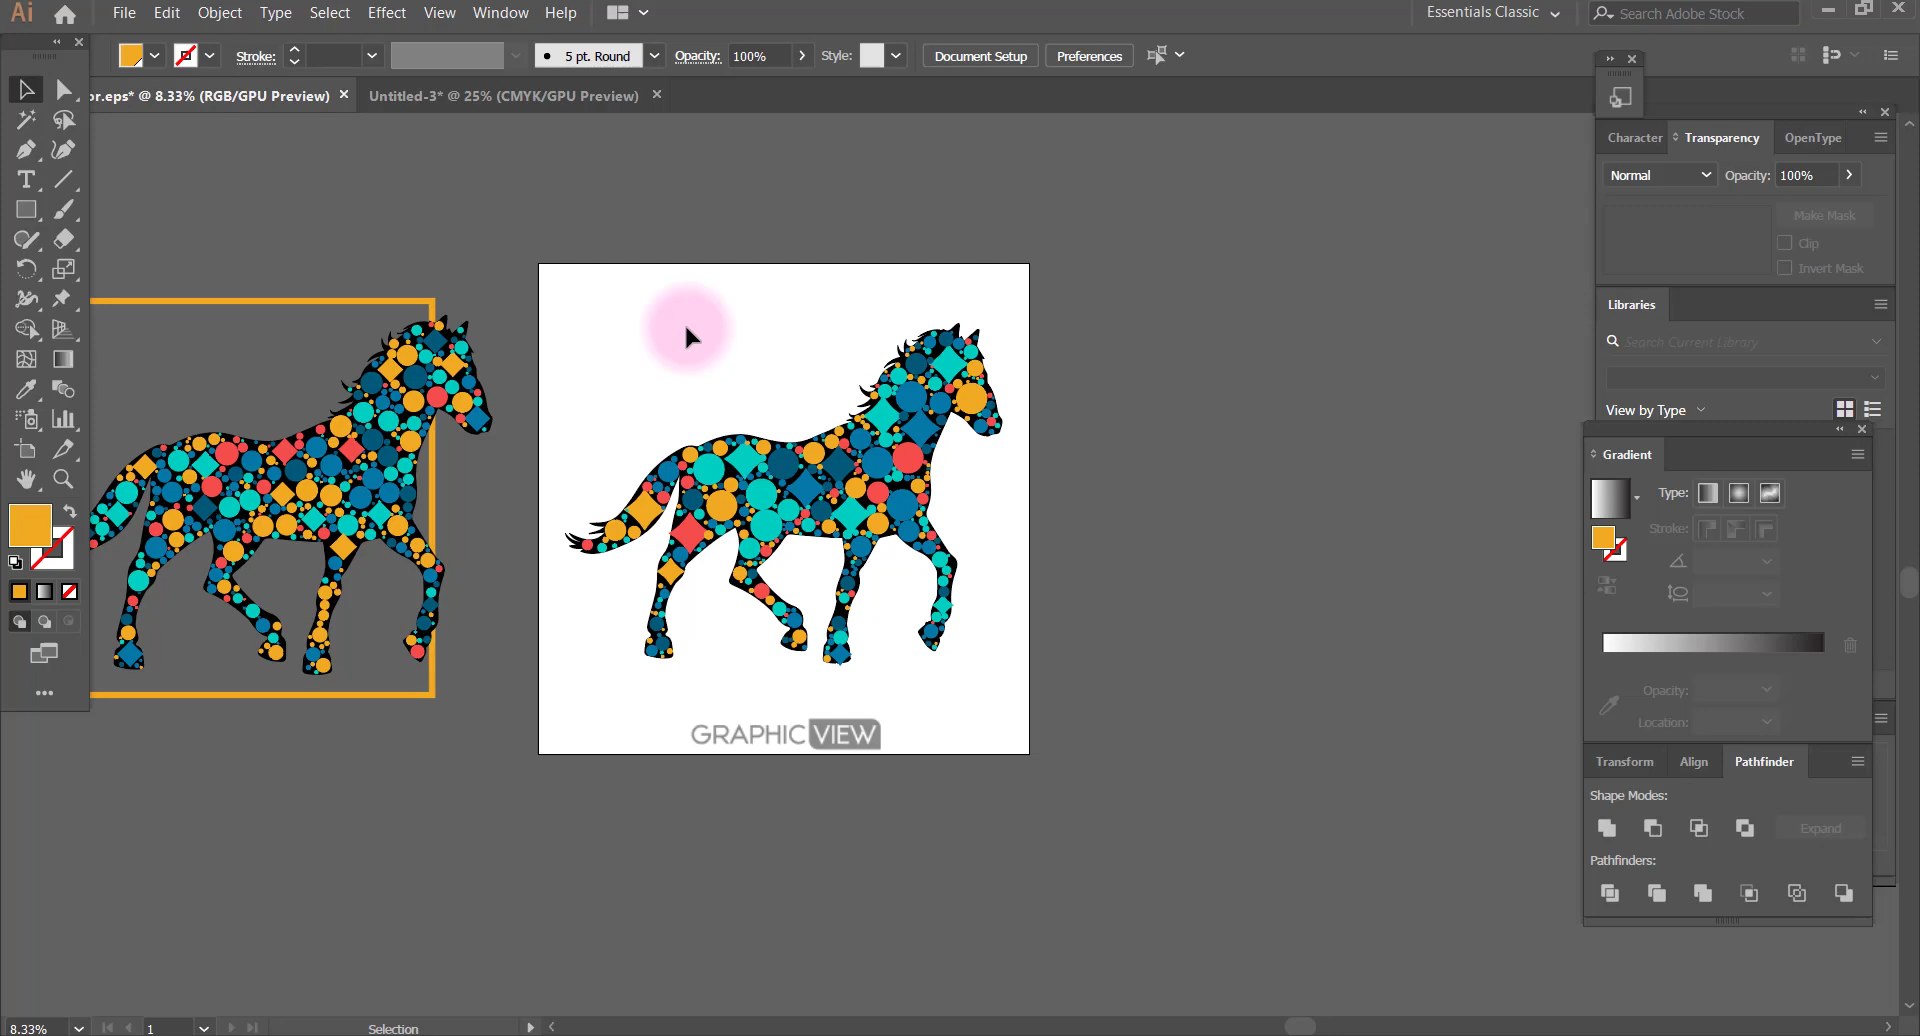 Ai File Edit Object Type Select Effect View Window Help Essentials Classic Search Adobe Stock
Stroke: 5 pt. Round Opacity: 100% Style: Document Setup Preferences
or.eps* @ 8.33% (RGB/GPU Preview) Untitled-3* @ 25% (CMYK/GPU Preview)
Character Transparency OpenType
Normal Opacity: 100%
Make Mask
Clip
Invert Mask
Libraries
Search Current Library
View by Type
Gradient
Type:
Stroke:
Opacity:
Location:
GRAPHIC VIEW
Transform Align Pathfinder
Shape Modes:
Expand
Pathfinders:
8.33% 1 Selection